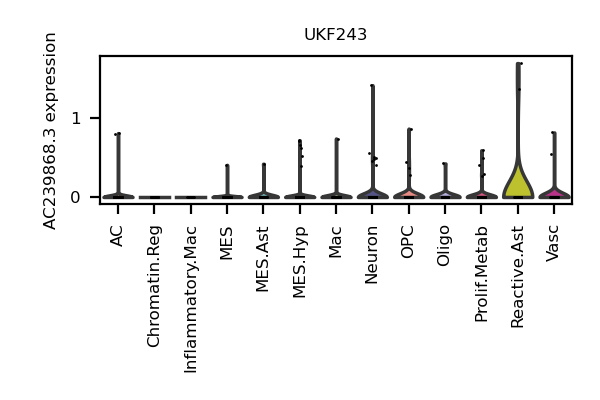 UKF243
AC239868.3 expression
1
0
AC
Chromatin.Reg
Inflammatory.Mac
MES
MES.Ast
MES.Hyp
Mac
Neuron
OPC
Oligo
Prolif.Metab
Reactive.Ast
Vasc